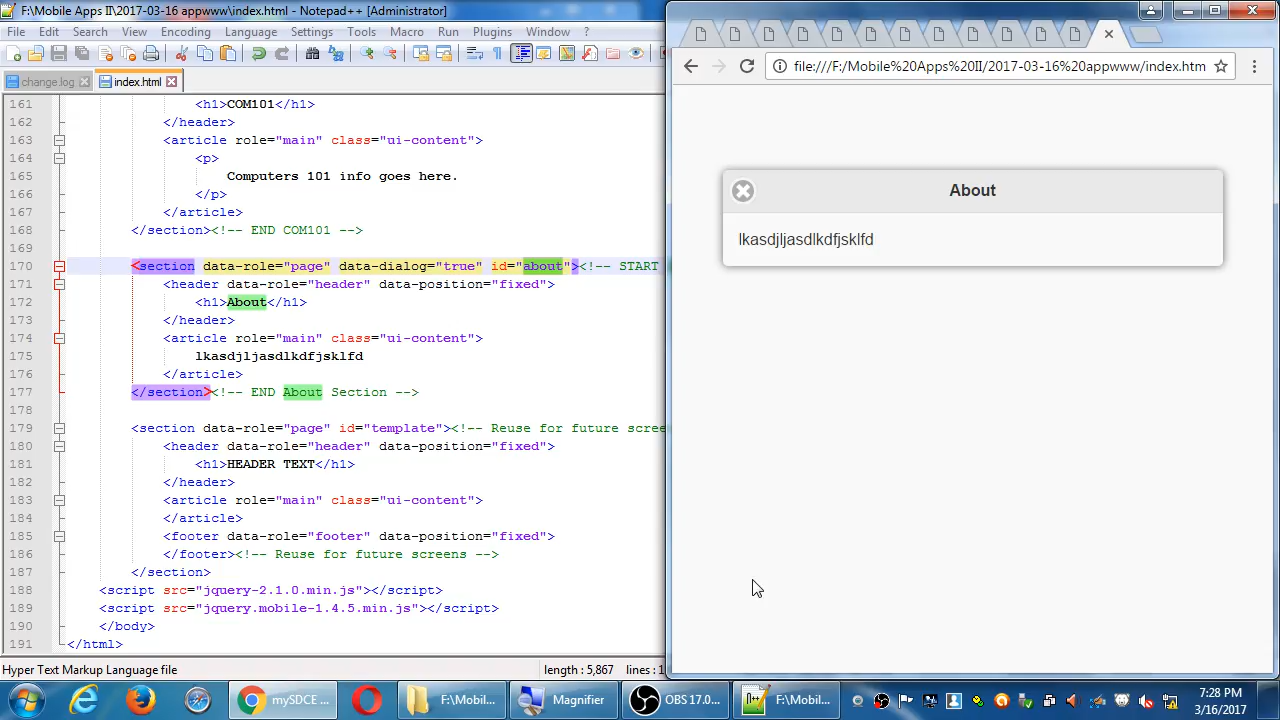 F:\Mobile Apps II\2017-03-16 appwww\index.html - Notepad++ [Administrator]
File Edit Search View Encoding Language Settings Tools Macro Run Plugins Window ?
change.log index.html
161 <h1>COM101</h1>
162 </header>
163 <article role="main" class="ui-content">
164 <p>
165 Computers 101 info goes here.
166 </p>
167 </article>
168 </section><!-- END COM101 -->
169
170 <section data-role="page" data-dialog="true" id="about"><!-- START
171 <header data-role="header" data-position="fixed">
172 <h1>About</h1>
173 </header>
174 <article role="main" class="ui-content">
175 lkasdjljasdlkdfjsklfd
176 </article>
177 </section><!-- END About Section -->
178
179 <section data-role="page" id="template"><!-- Reuse for future scree
180 <header data-role="header" data-position="fixed">
181 <h1>HEADER TEXT</h1>
182 </header>
183 <article role="main" class="ui-content">
184 </article>
185 <footer data-role="footer" data-position="fixed">
186 </footer><!-- Reuse for future screens -->
187 </section>
188 <script src="jquery-2.1.0.min.js"></script>
189 <script src="jquery.mobile-1.4.5.min.js"></script>
190 </body>
191 </html>
Hyper Text Markup Language file length : 5,867 lines : 1
file:///F:/Mobile%20Apps%20II/2017-03-16%20appwww/index.htm
About
lkasdjljasdlkdfjsklfd
mySDCE ... F:\Mobil... Magnifier OBS 17.0... F:\Mobil...
7:28 PM
3/16/2017